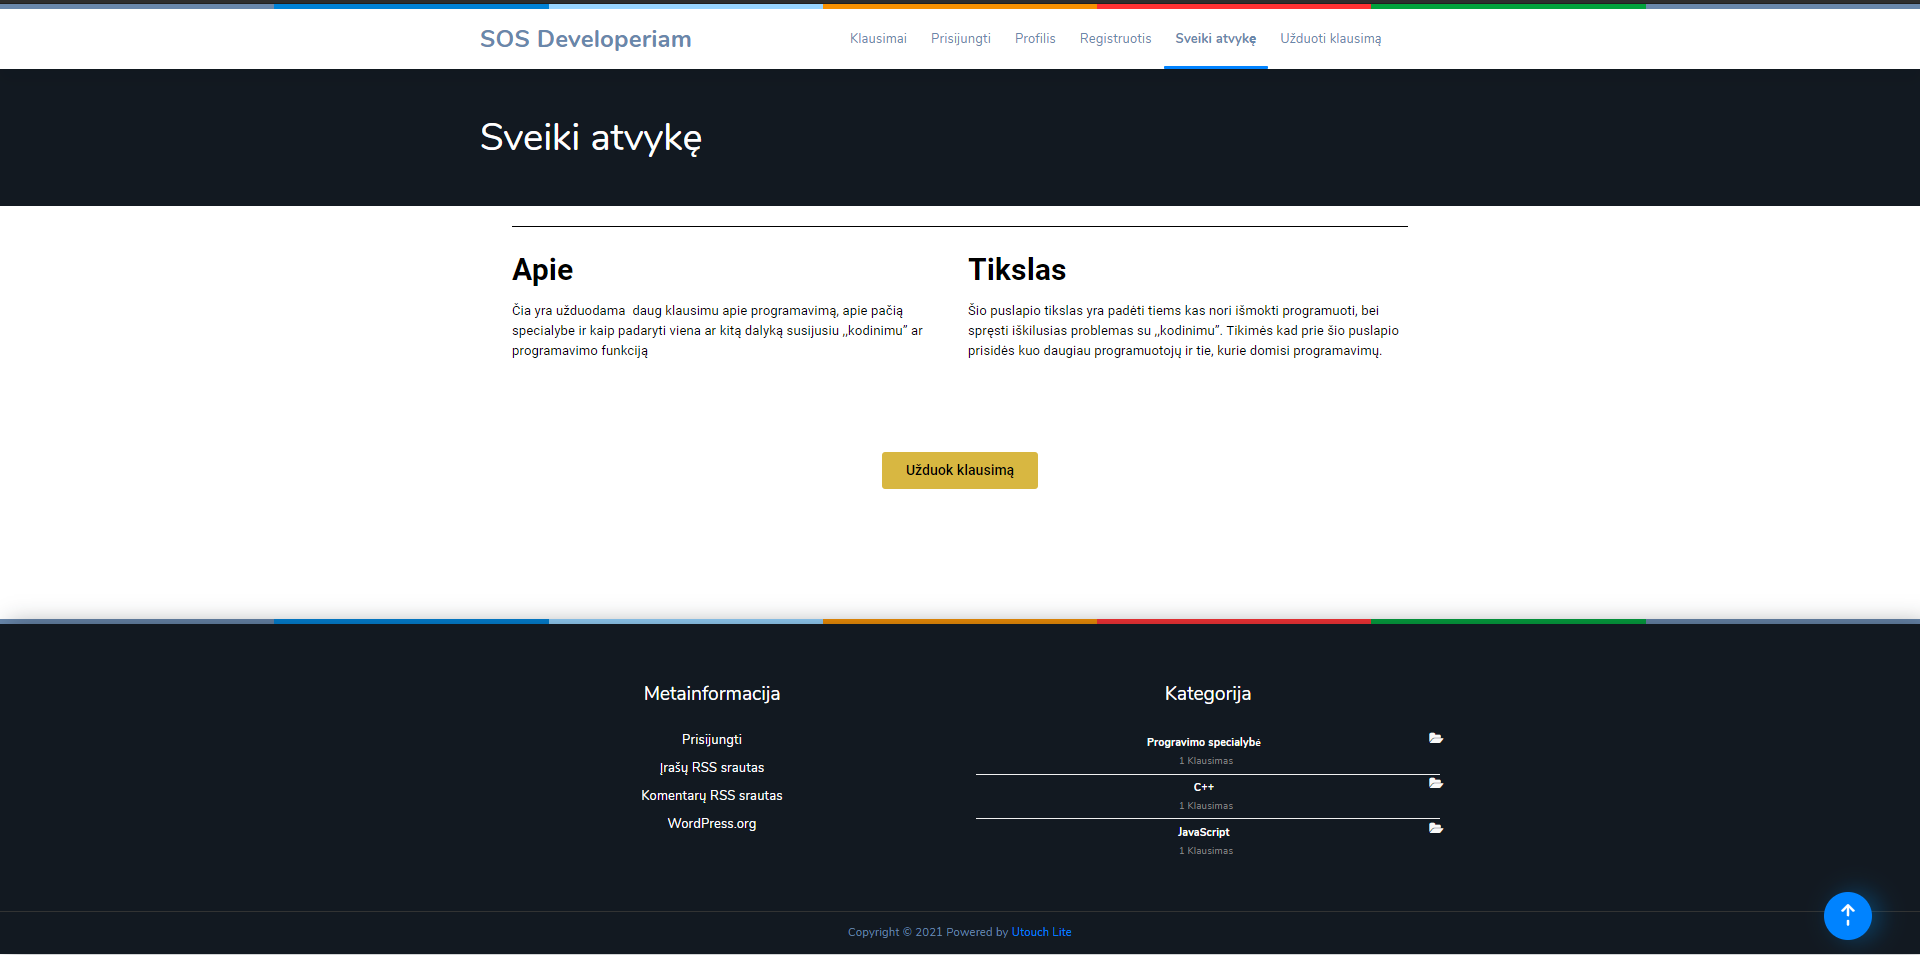 SOS Developeriam
Klausimai Prisijungti Profilis Registruotis Sveiki atvykę Užduoti klausimą
Sveiki atvykę
Apie
Čia yra užduodama  daug klausimu apie programavimą, apie pačią
specialybe ir kaip padaryti viena ar kitą dalyką susijusiu ,,kodinimu” ar
programavimo funkciją
Tikslas
Šio puslapio tikslas yra padėti tiems kas nori išmokti programuoti, bei
spręsti iškilusias problemas su ,,kodinimu”. Tikimės kad prie šio puslapio
prisidės kuo daugiau programuotojų ir tie, kurie domisi programavimų.
Užduok klausimą
Metainformacija
Prisijungti
Įrašų RSS srautas
Komentarų RSS srautas
WordPress.org
Kategorija
Progravimo specialybė
1 Klausimas
C++
1 Klausimas
JavaScript
1 Klausimas
Copyright © 2021 Powered by Utouch Lite